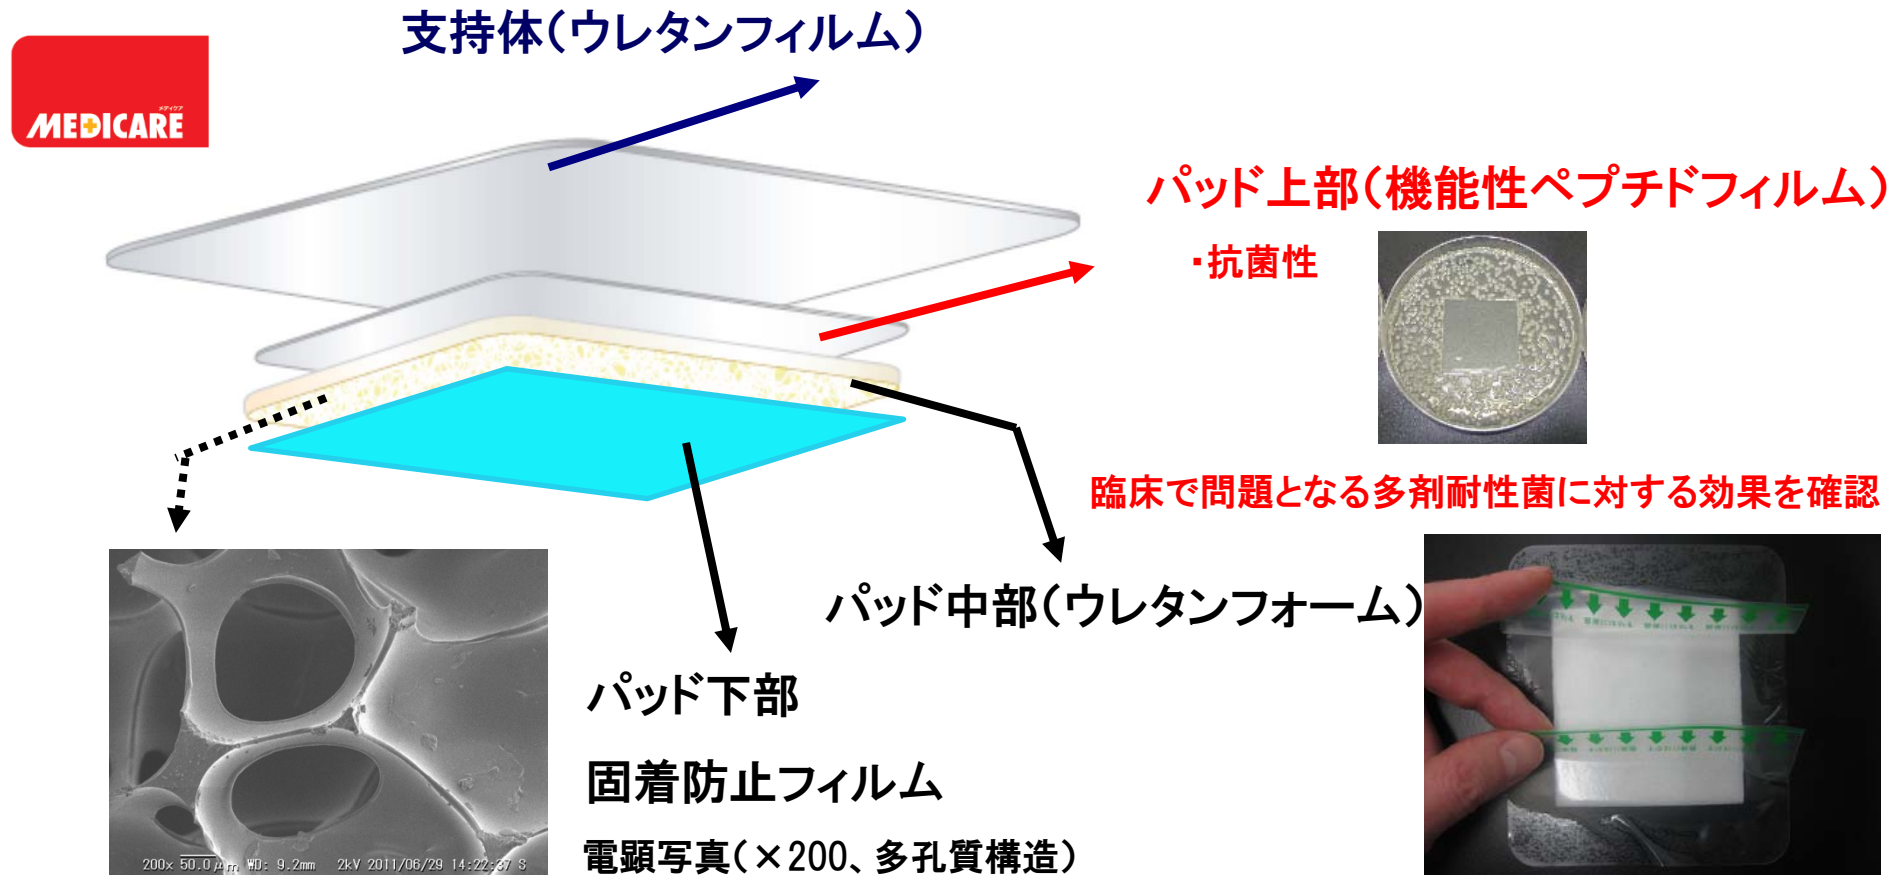 支持体（ウレタンフィルム）
メディケア
MEDICARE
パッド上部（機能性ペプチドフィルム）
・抗菌性
臨床で問題となる多剤耐性菌に対する効果を確認
パッド中部（ウレタンフォーム）
パッド下部
固着防止フィルム
電顕写真（×200、多孔質構造）
200x 50.0μm WD: 9.2mm 2kV 2011/06/29 14:22:37 S